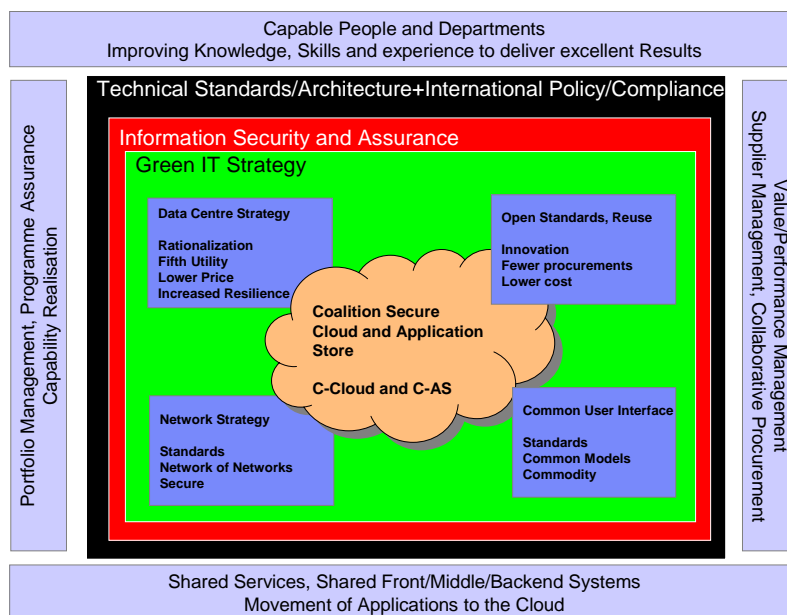 Capable People and Departments
Improving Knowledge, Skills and experience to deliver excellent Results
Portfolio Management, Programme Assurance
Capability Realisation
Technical Standards/Architecture+International Policy/Compliance
Information Security and Assurance
Green IT Strategy
Data Centre Strategy
Rationalization
Fifth Utility
Lower Price
Increased Resilience
Open Standards, Reuse
Innovation
Fewer procurements
Lower cost
Coalition Secure
Cloud and Application
Store
C-Cloud and C-AS
Network Strategy
Standards
Network of Networks
Secure
Common User Interface
Standards
Common Models
Commodity
Value/Performance Management
Supplier Management, Collaborative Procurement
Shared Services, Shared Front/Middle/Backend Systems
Movement of Applications to the Cloud